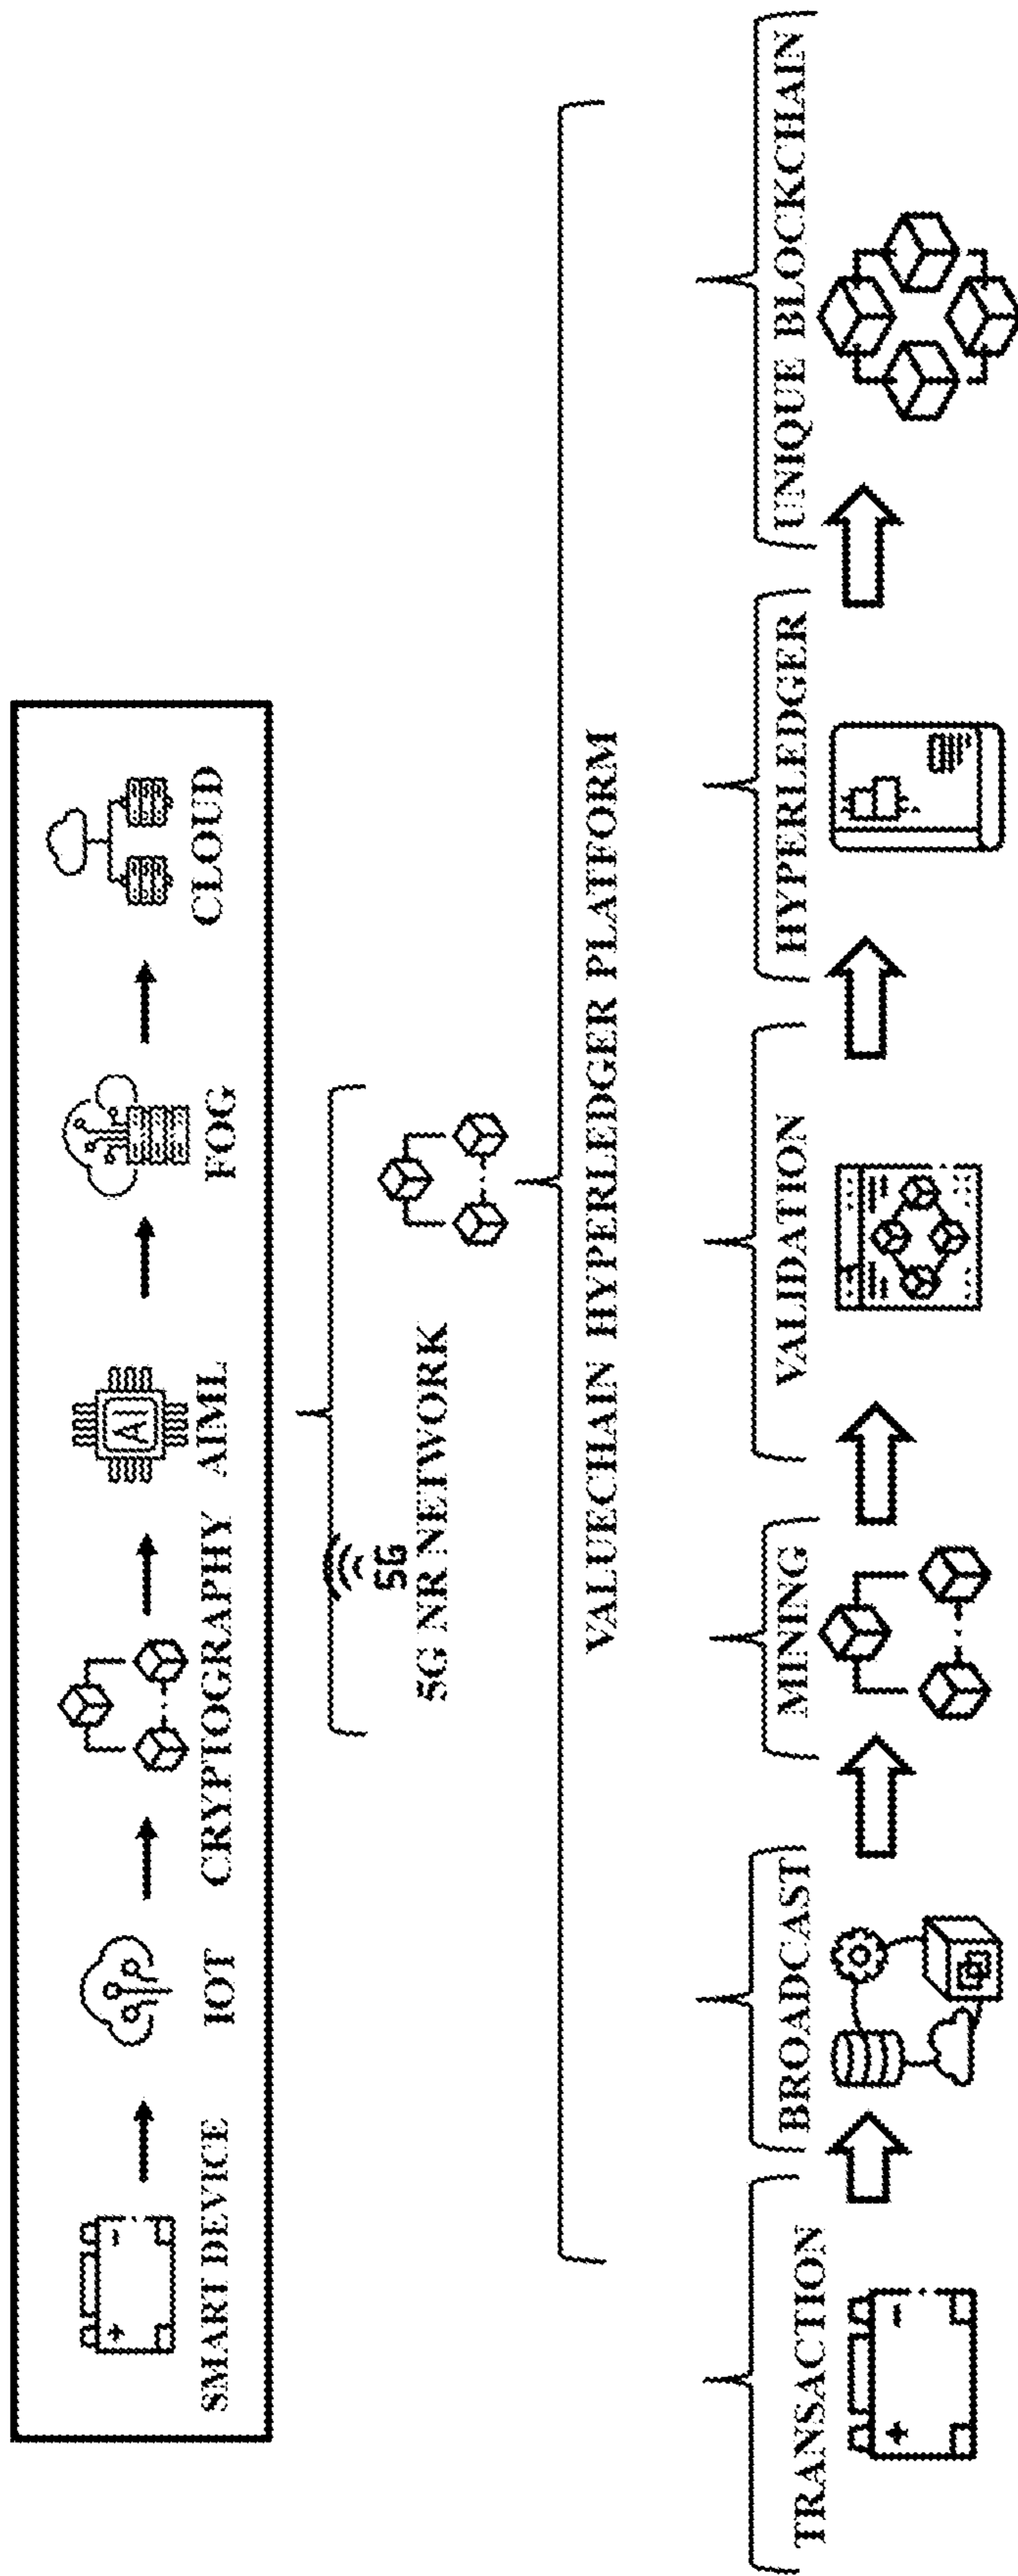 SMART DEVICE
IOT
CRYPTOGRAPHY
AIML
FOG
CLOUD
+
-
AI
5G
5G NR NETWORK
VALUECHAIN HYPERLEDGER PLATFORM
TRANSACTION
BROADCAST
MINING
VALIDATION
HYPERLEDGER
UNIQUE BLOCKCHAIN
+
-